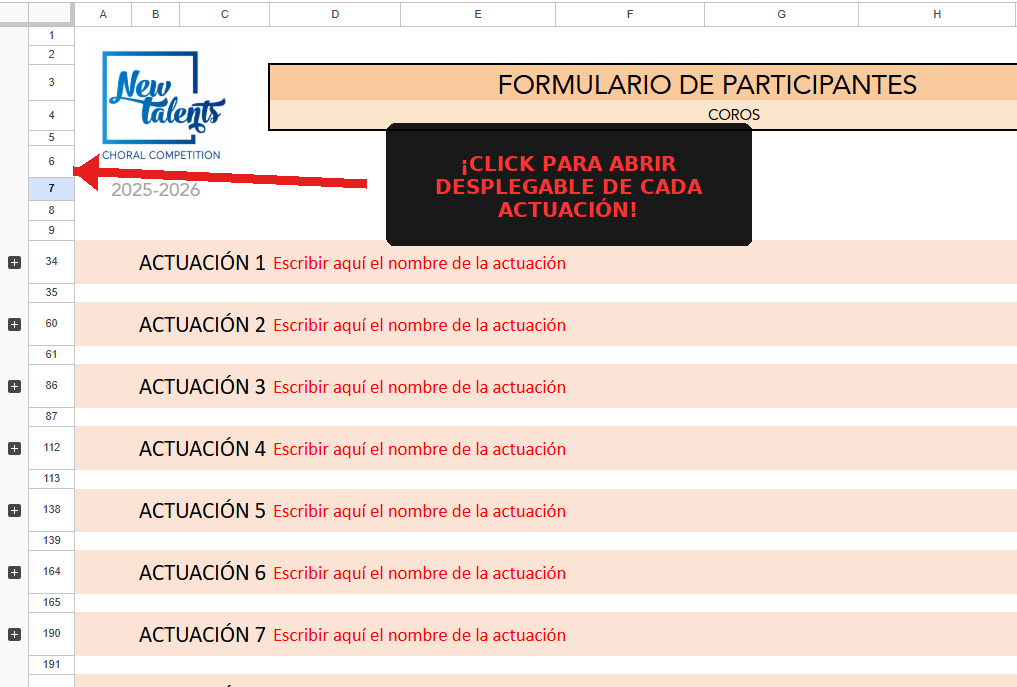 A B C D E F G H
1
2
New
Talents
CHORAL COMPETITION
3 FORMULARIO DE PARTICIPANTES
4 COROS
5
6
¡CLICK PARA ABRIR
DESPLEGABLE DE CADA
ACTUACIÓN!
7 2025-2026
8
9
+ 34 ACTUACIÓN 1 Escribir aquí el nombre de la actuación
35
+ 60 ACTUACIÓN 2 Escribir aquí el nombre de la actuación
61
+ 86 ACTUACIÓN 3 Escribir aquí el nombre de la actuación
87
+ 112 ACTUACIÓN 4 Escribir aquí el nombre de la actuación
113
+ 138 ACTUACIÓN 5 Escribir aquí el nombre de la actuación
139
+ 164 ACTUACIÓN 6 Escribir aquí el nombre de la actuación
165
+ 190 ACTUACIÓN 7 Escribir aquí el nombre de la actuación
191